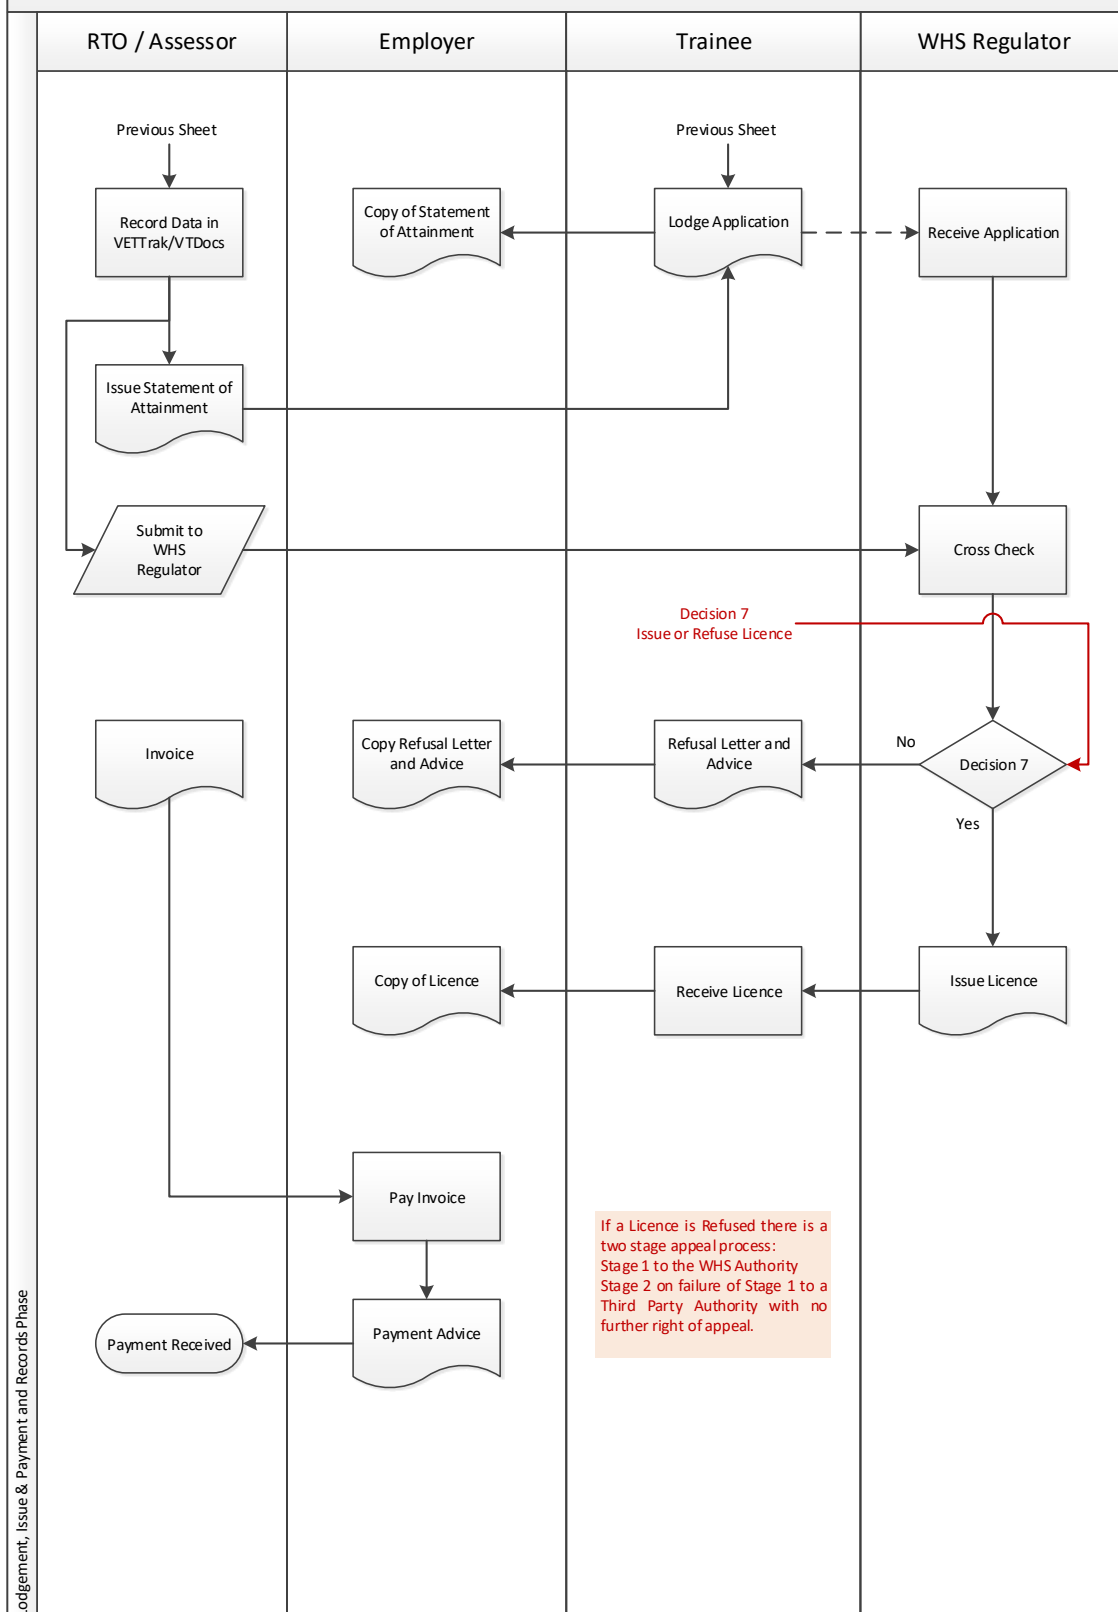 RTO / Assessor
Employer
Trainee
WHS Regulator
Previous Sheet
Previous Sheet
Record Data in
VETTrak/VTDocs
Copy of Statement
of Attainment
Lodge Application
Receive Application
Issue Statement of
Attainment
Submit to
WHS
Regulator
Cross Check
Decision 7
Issue or Refuse Licence
Invoice
Copy Refusal Letter
and Advice
Refusal Letter and
Advice
No
Decision 7
Yes
Copy of Licence
Receive Licence
Issue Licence
Pay Invoice
If a Licence is Refused there is a
two stage appeal process:
Stage 1 to the WHS Authority
Stage 2 on failure of Stage 1 to a
Third Party Authority with no
further right of appeal.
Payment Received
Payment Advice
odgement, Issue & Payment and Records Phase